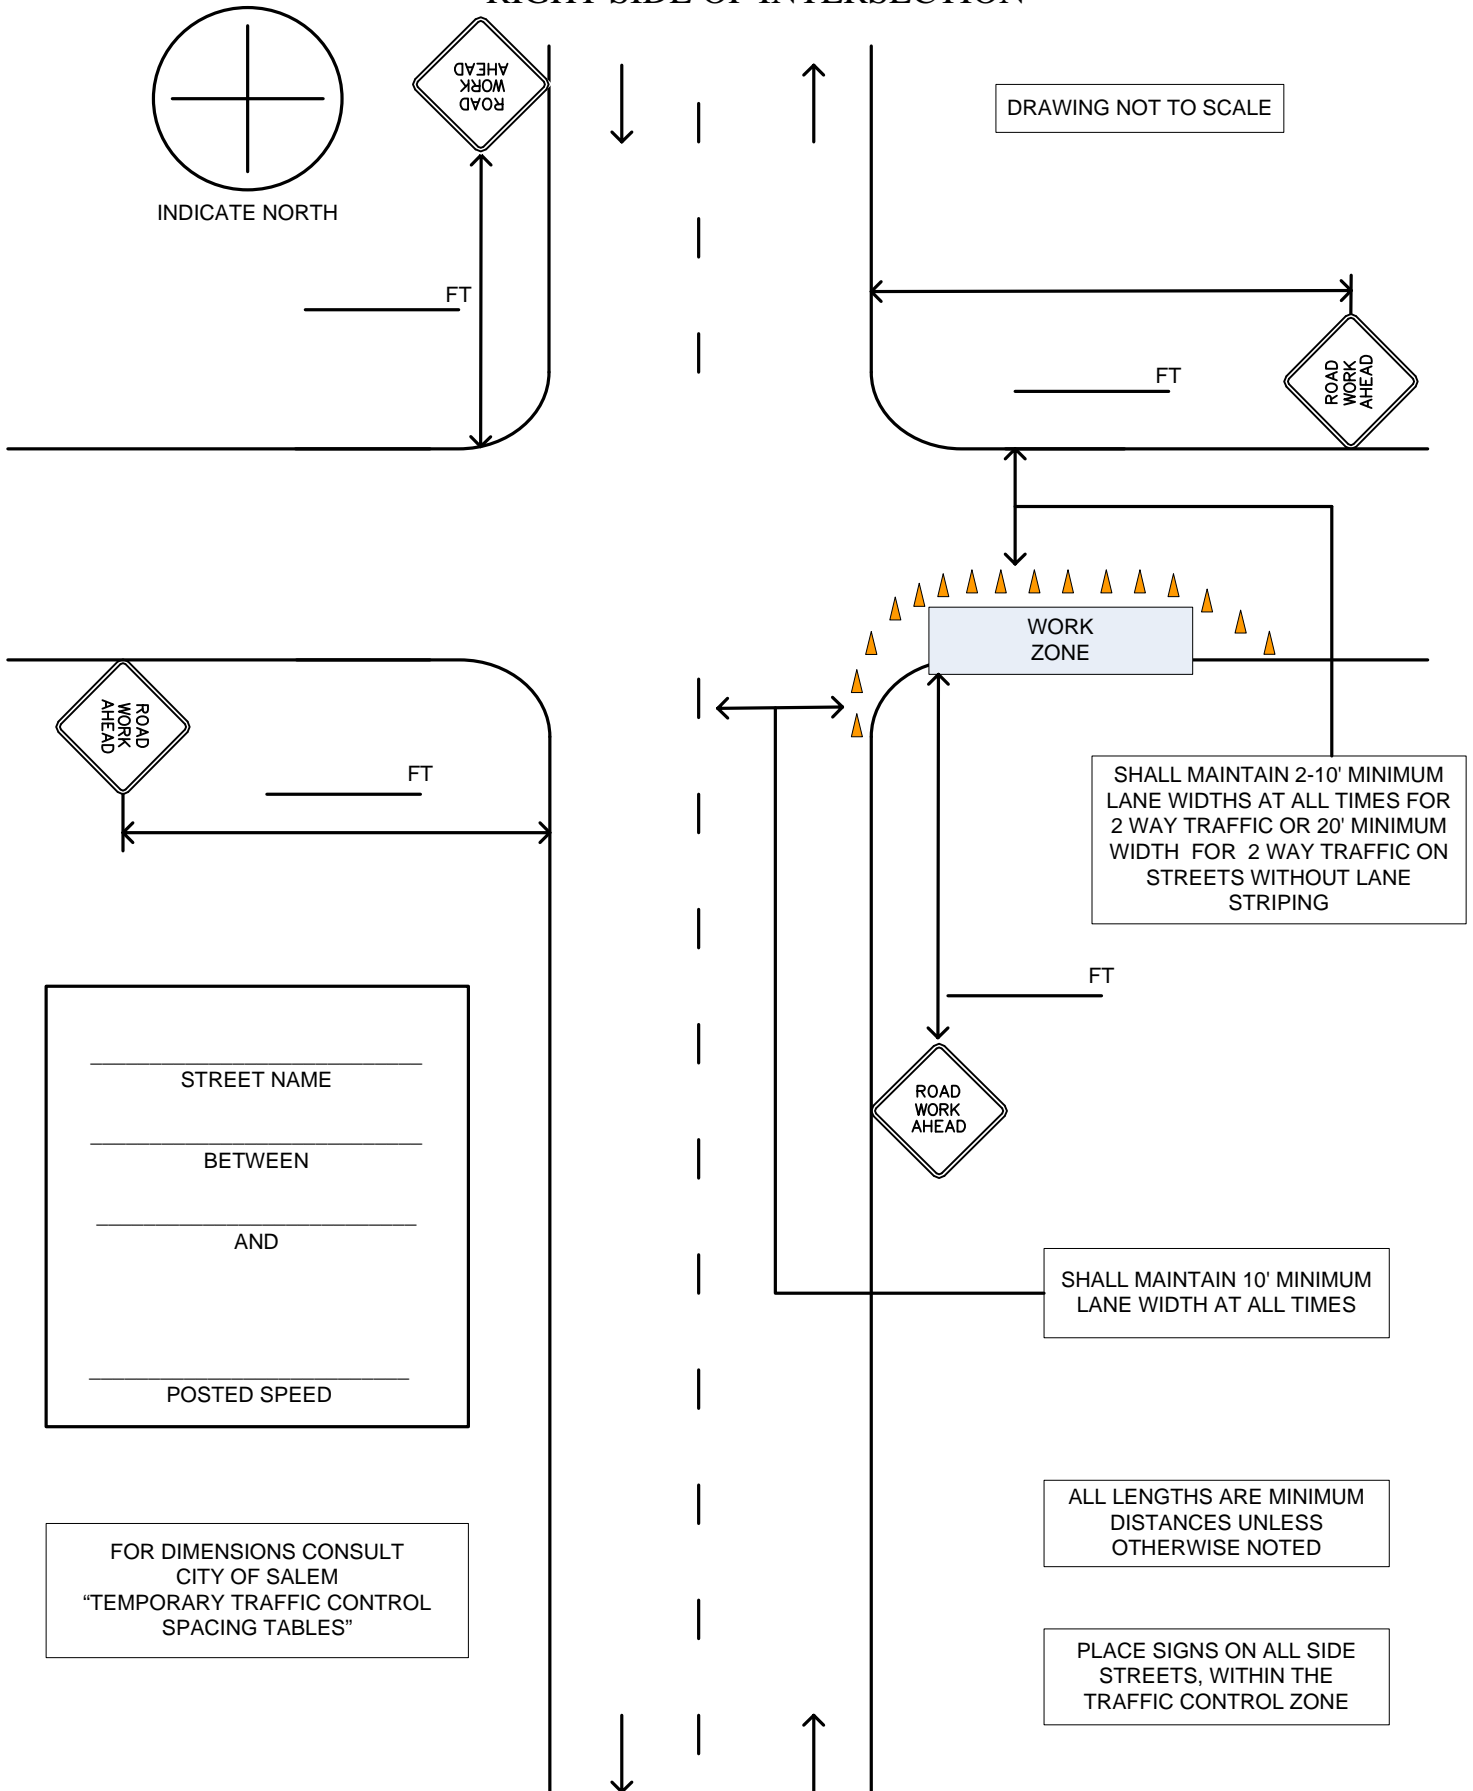 RIGHT SIDE OF INTERSECTION
ROAD
WORK
AHEAD
DRAWING NOT TO SCALE
INDICATE NORTH
FT
FT
ROAD
WORK
AHEAD
WORK
ZONE
ROAD
WORK
AHEAD
FT
SHALL MAINTAIN 2-10' MINIMUM
LANE WIDTHS AT ALL TIMES FOR
2 WAY TRAFFIC OR 20' MINIMUM
WIDTH FOR 2 WAY TRAFFIC ON
STREETS WITHOUT LANE
STRIPING
FT
STREET NAME
BETWEEN
AND
POSTED SPEED
ROAD
WORK
AHEAD
SHALL MAINTAIN 10' MINIMUM
LANE WIDTH AT ALL TIMES
ALL LENGTHS ARE MINIMUM
DISTANCES UNLESS
OTHERWISE NOTED
FOR DIMENSIONS CONSULT
CITY OF SALEM
“TEMPORARY TRAFFIC CONTROL
SPACING TABLES”
PLACE SIGNS ON ALL SIDE
STREETS, WITHIN THE
TRAFFIC CONTROL ZONE